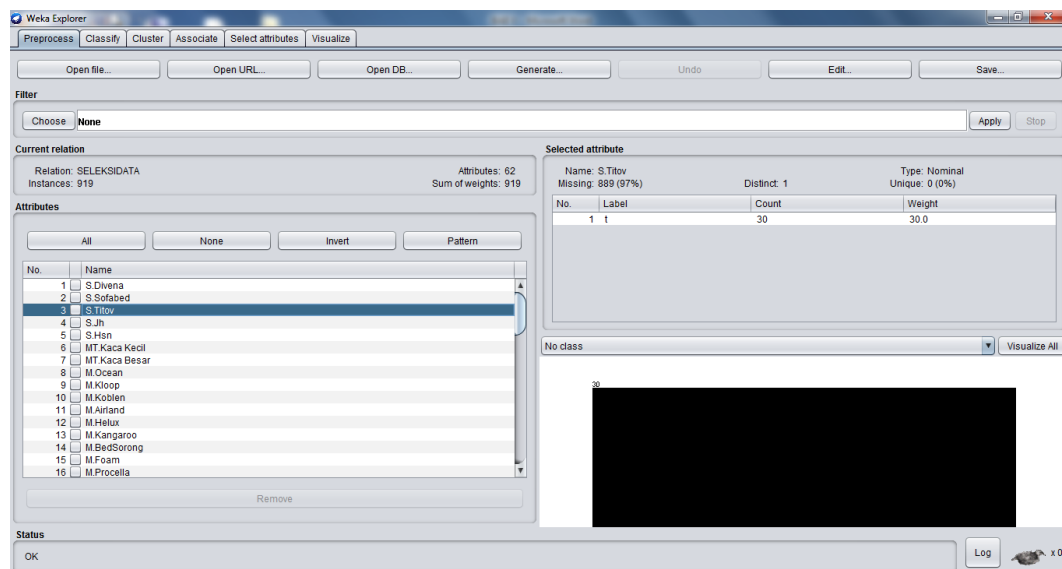 Weka Explorer
Preprocess Classify Cluster Associate Select attributes Visualize
Open file... Open URL... Open DB... Generate... Undo Edit... Save...
Filter
Choose None Apply Stop
Current relation
Relation: SELEKSIDATA Attributes: 62
Instances: 919 Sum of weights: 919
Attributes
All None Invert Pattern
No. Name
1 S.Divena
2 S.Sofabed
3 S.Titov
4 S.Jh
5 S.Hsn
6 MT.Kaca Kecil
7 MT.Kaca Besar
8 M.Ocean
9 M.Kloop
10 M.Koblen
11 M.Airland
12 M.Helux
13 M.Kangaroo
14 M.BedSorong
15 M.Foam
16 M.Procella
Remove
Selected attribute
Name: S.Titov Type: Nominal
Missing: 889 (97%) Distinct: 1 Unique: 0 (0%)
No. Label Count Weight
1 t 30 30.0
No class Visualize All
30
Status
OK Log x 0